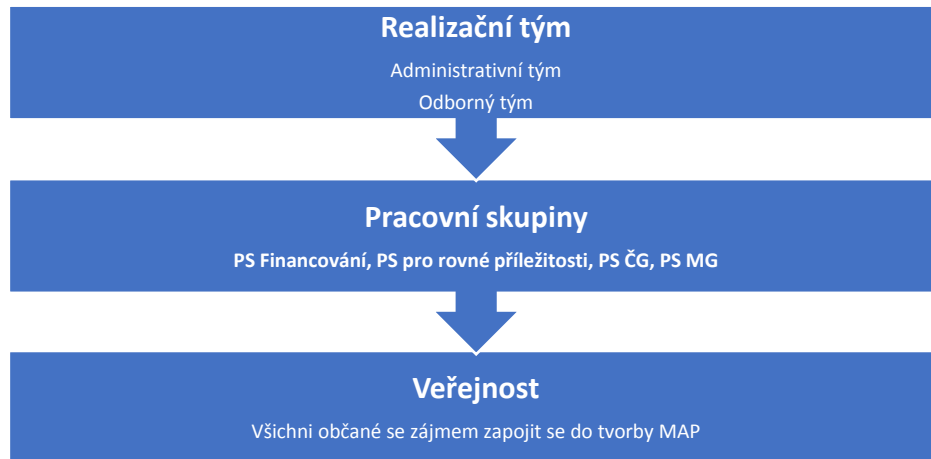 Realizační tým
Administrativní tým
Odborný tým
Pracovní skupiny
PS Financování, PS pro rovné příležitosti, PS ČG, PS MG
Veřejnost
Všichni občané se zájmem zapojit se do tvorby MAP